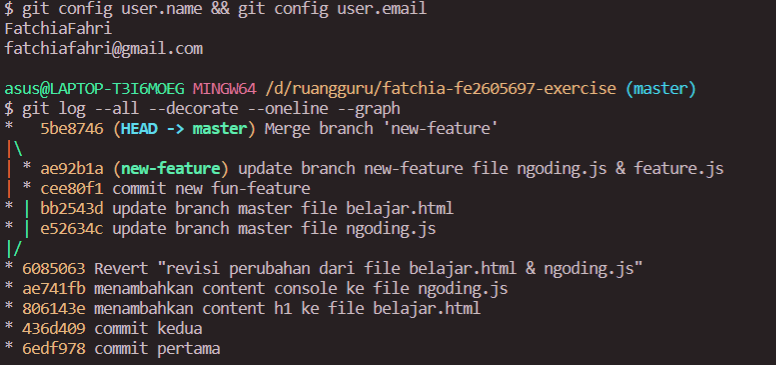 $ git config user.name && git config user.email
FatchiaFahri
fatchiafahri@gmail.com
asus@LAPTOP-T3I6MOEG MINGW64 /d/ruangguru/fatchia-fe2605697-exercise (master)
$ git log --all --decorate --oneline --graph
*   5be8746 (HEAD -> master) Merge branch 'new-feature'
|\
| * ae92b1a (new-feature) update branch new-feature file ngoding.js & feature.js
| * cee80f1 commit new fun-feature
* | bb2543d update branch master file belajar.html
* | e52634c update branch master file ngoding.js
|/
* 6085063 Revert "revisi perubahan dari file belajar.html & ngoding.js"
* ae741fb menambahkan content console ke file ngoding.js
* 806143e menambahkan content h1 ke file belajar.html
* 436d409 commit kedua
* 6edf978 commit pertama